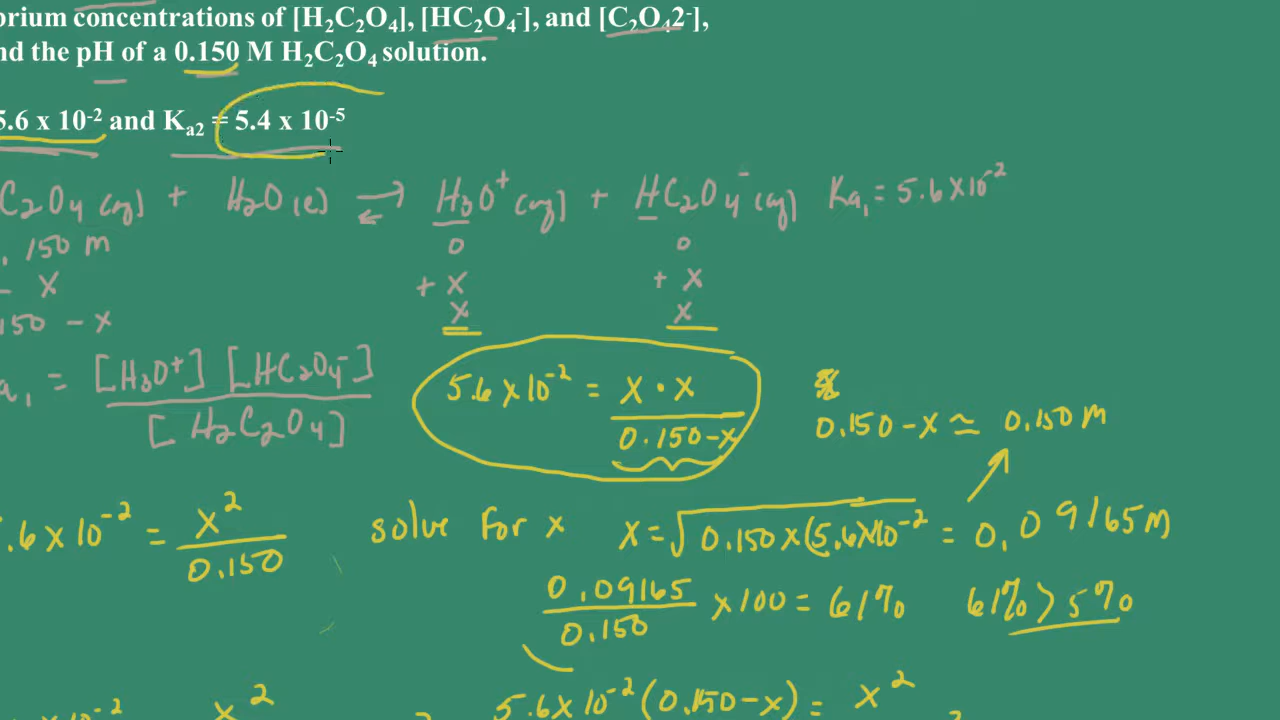 orium concentrations of [H₂C₂O₄], [HC₂O₄⁻], and [C₂O₄2⁻],
nd the pH of a 0.150 M H₂C₂O₄ solution.
5.6 x 10⁻² and Kₐ₂ = 5.4 x 10⁻⁵
C₂O₄ (aq) + H₂O (l) ⇌ H₃O⁺ (aq) + HC₂O₄⁻ (aq) Ka₁ = 5.6 x 10⁻²
. 150 m 0 0
- X + X + X
150 - X X X
a₁ = [H₃O⁺] [HC₂O₄⁻] / [H₂C₂O₄]
5.6 x 10⁻² = X · X / 0.150 - X
0.150 - X ≃ 0.150 M
.6 x 10⁻² = X² / 0.150 solve for x X = √0.150 x (5.6 x 10⁻² = 0.09165 M
0.09165 / 0.150 x 100 = 61% 61% > 5%
5.6 x 10⁻² (0.150 - X) = X²
⁻² X²